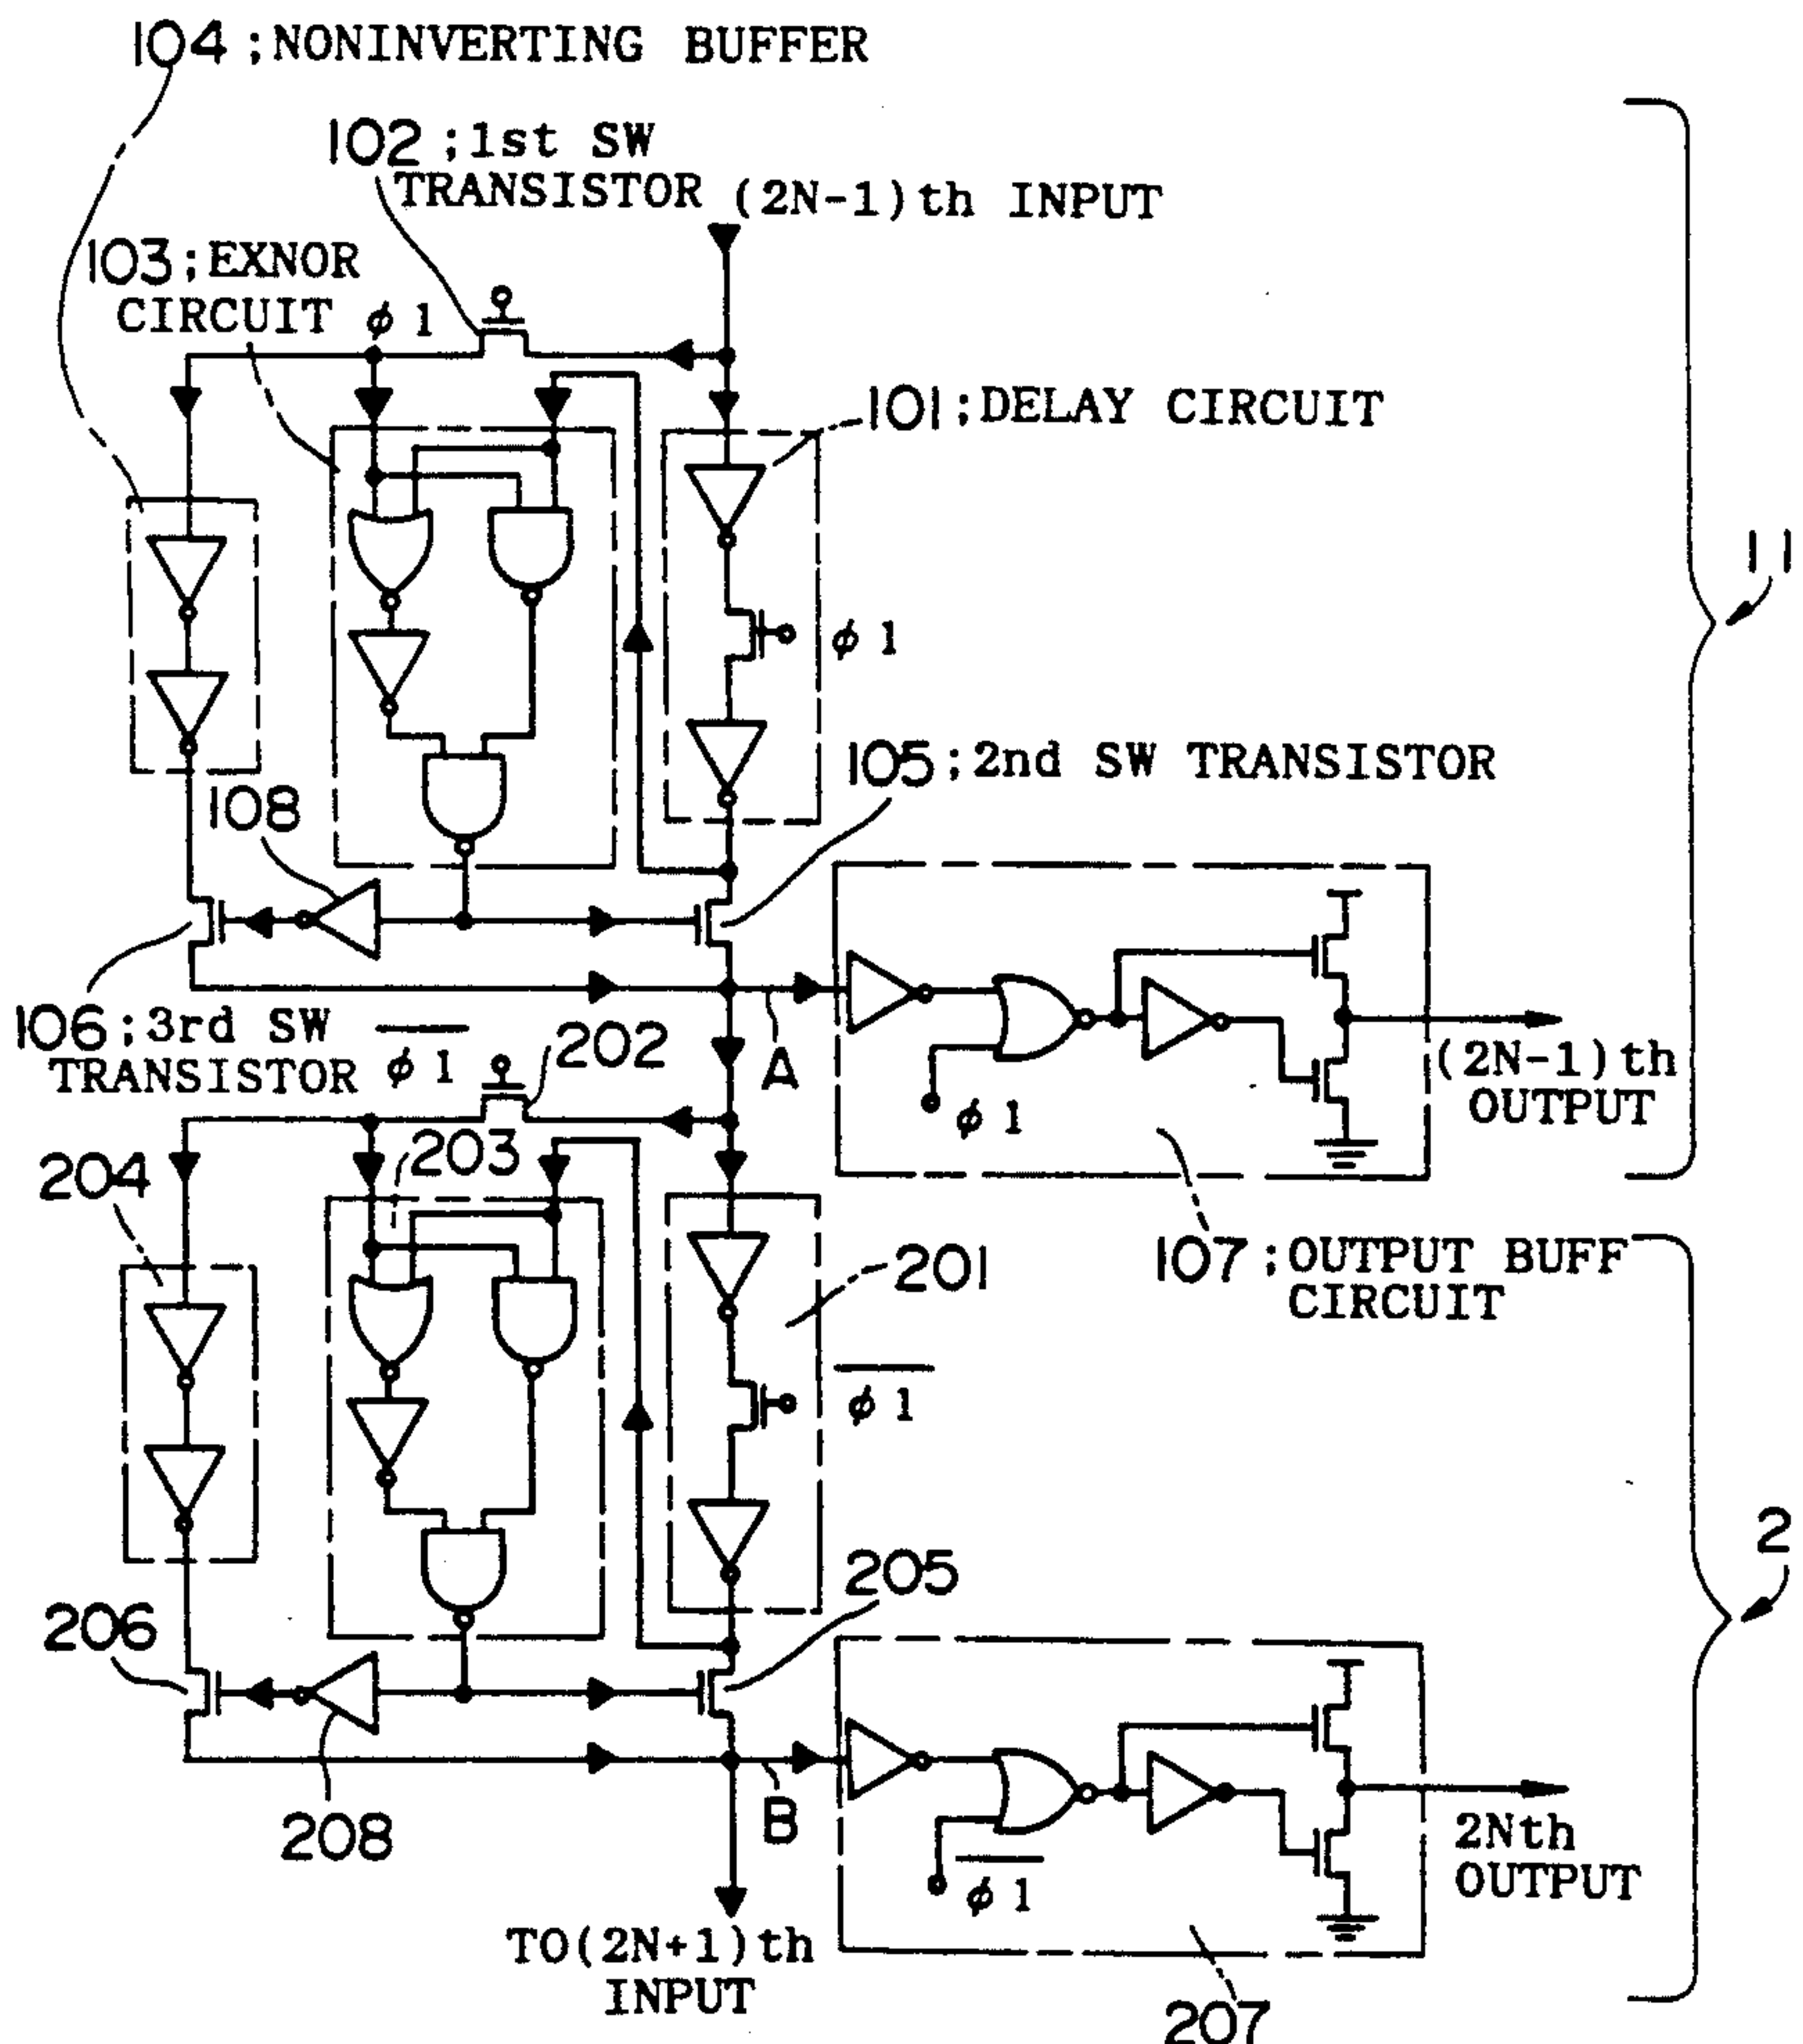 104 ; NONINVERTING BUFFER
102 ; 1st SW
TRANSISTOR
(2N-1)th INPUT
103 ; EXNOR
CIRCUIT
φ1
101 ; DELAY CIRCUIT
11
φ1
105 ; 2nd SW TRANSISTOR
108
106 ; 3rd SW
TRANSISTOR
φ1̅
202
A
φ1
(2N-1)th
OUTPUT
203
204
107 ; OUTPUT BUFF
CIRCUIT
201
φ1̅
2
205
206
208
B
φ1̅
2Nth
OUTPUT
TO(2N+1)th
INPUT
207